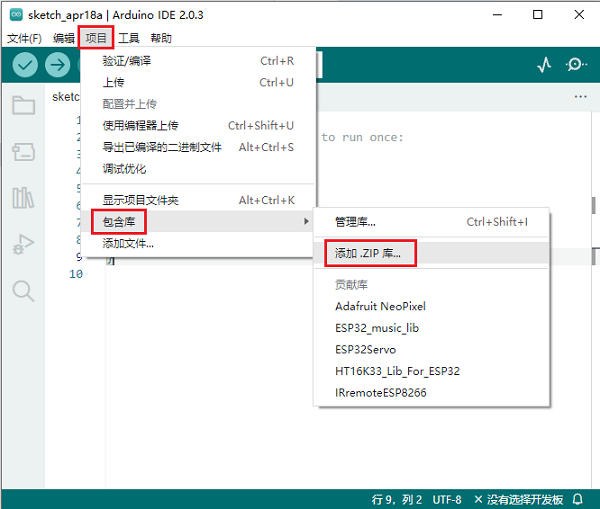 sketch_apr18a | Arduino IDE 2.0.3
文件(F) 编辑 项目 工具 帮助(H)
验证/编译 Ctrl+R
上传 Ctrl+U
配置并上传
使用编程器上传 Ctrl+Shift+U
导出已编译的二进制文件 Alt+Ctrl+S
调试优化
显示项目文件夹 Alt+Ctrl+K
包含库
添加文件...
sketc
1
2 to run once:
3
4
5
6
7
8
9
10
管理库... Ctrl+Shift+I
添加 .ZIP 库...
贡献库
Adafruit NeoPixel
ESP32_music_lib
ESP32Servo
HT16K33_Lib_For_ESP32
IRremoteESP8266
行 9，列 2 UTF-8 没有选择开发板